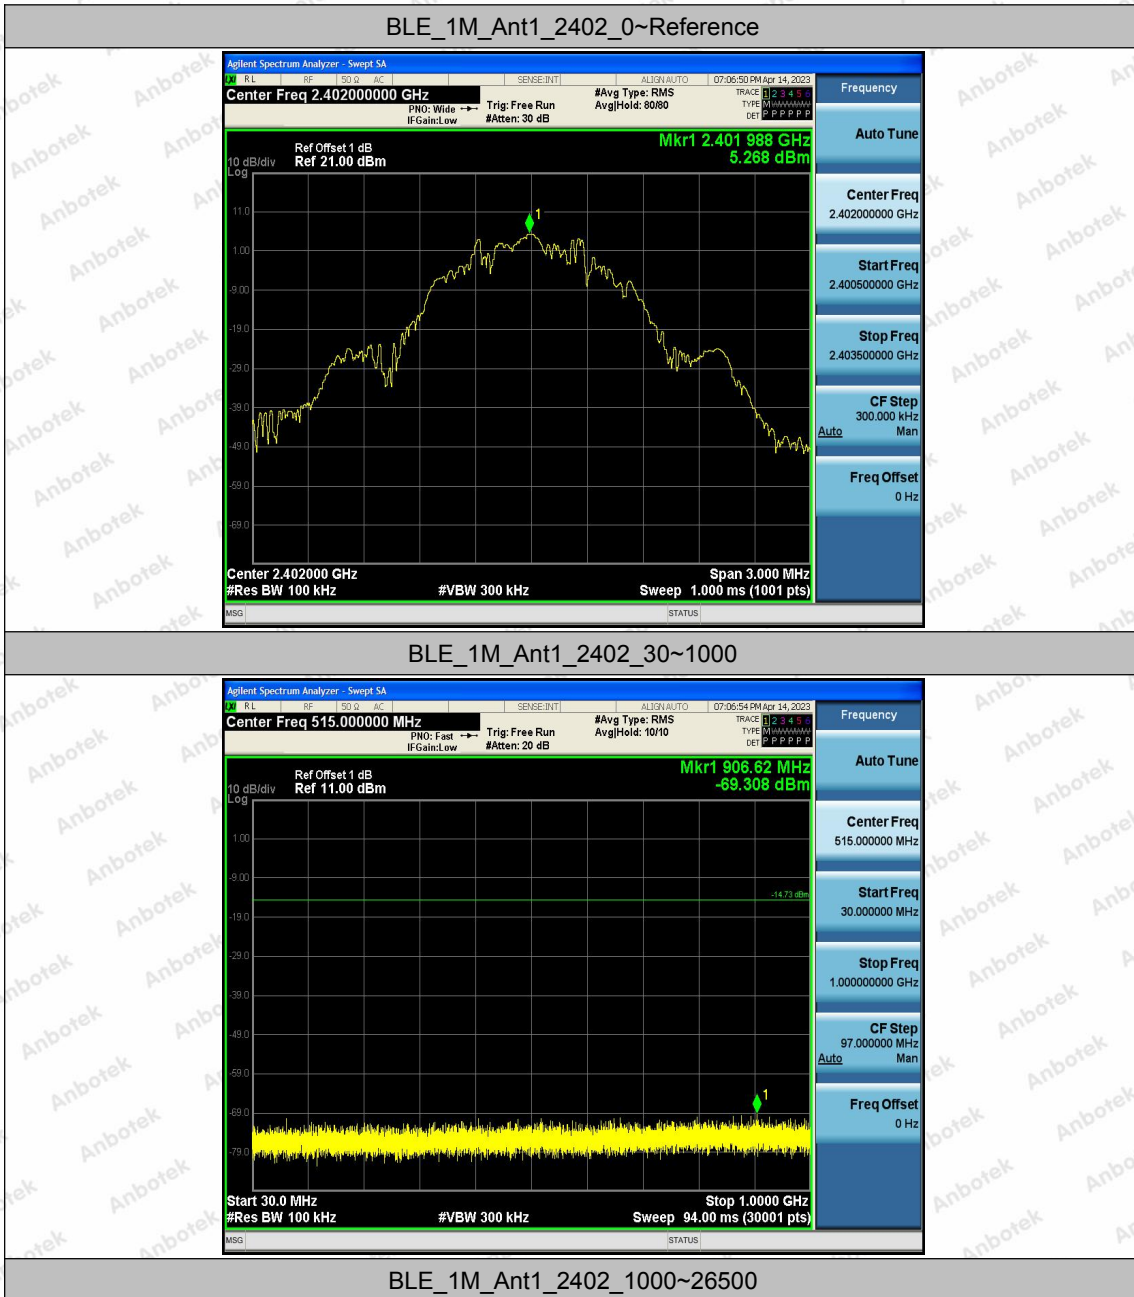 BLE_1M_Ant1_2402_0~Reference
Agilent Spectrum Analyzer - Swept SA
LXI RL RF 50 Ω AC SENSE:INT ALIGN AUTO 07:06:50 PM Apr 14, 2023
Center Freq 2.402000000 GHz
PNO: Wide
IFGain:Low
Trig: Free Run
#Atten: 30 dB
#Avg Type: RMS
Avg|Hold: 80/80
TRACE 1 2 3 4 5 6
TYPE M
DET P P P P P P
Mkr1 2.401 988 GHz
5.268 dBm
Ref Offset 1 dB
10 dB/div Ref 21.00 dBm
Log
11.0
1.00
-9.00
-19.0
-29.0
-39.0
-49.0
-59.0
-69.0
1
Center 2.402000 GHz
Span 3.000 MHz
#Res BW 100 kHz
#VBW 300 kHz
Sweep 1.000 ms (1001 pts)
MSG
STATUS
Frequency
Auto Tune
Center Freq
2.402000000 GHz
Start Freq
2.400500000 GHz
Stop Freq
2.403500000 GHz
CF Step
300.000 kHz
Auto Man
Freq Offset
0 Hz
BLE_1M_Ant1_2402_30~1000
Agilent Spectrum Analyzer - Swept SA
LXI RL RF 50 Ω AC SENSE:INT ALIGN AUTO 07:06:54 PM Apr 14, 2023
Center Freq 515.000000 MHz
PNO: Fast
IFGain:Low
Trig: Free Run
#Atten: 20 dB
#Avg Type: RMS
Avg|Hold: 10/10
TRACE 1 2 3 4 5 6
TYPE M
DET P P P P P P
Mkr1 906.62 MHz
-69.308 dBm
Ref Offset 1 dB
10 dB/div Ref 11.00 dBm
Log
1.00
-9.00
-19.0
-29.0
-39.0
-49.0
-59.0
-69.0
-79.0
-14.73 dBm
1
Start 30.0 MHz
Stop 1.0000 GHz
#Res BW 100 kHz
#VBW 300 kHz
Sweep 94.00 ms (30001 pts)
MSG
STATUS
Frequency
Auto Tune
Center Freq
515.000000 MHz
Start Freq
30.000000 MHz
Stop Freq
1.000000000 GHz
CF Step
97.000000 MHz
Auto Man
Freq Offset
0 Hz
BLE_1M_Ant1_2402_1000~26500